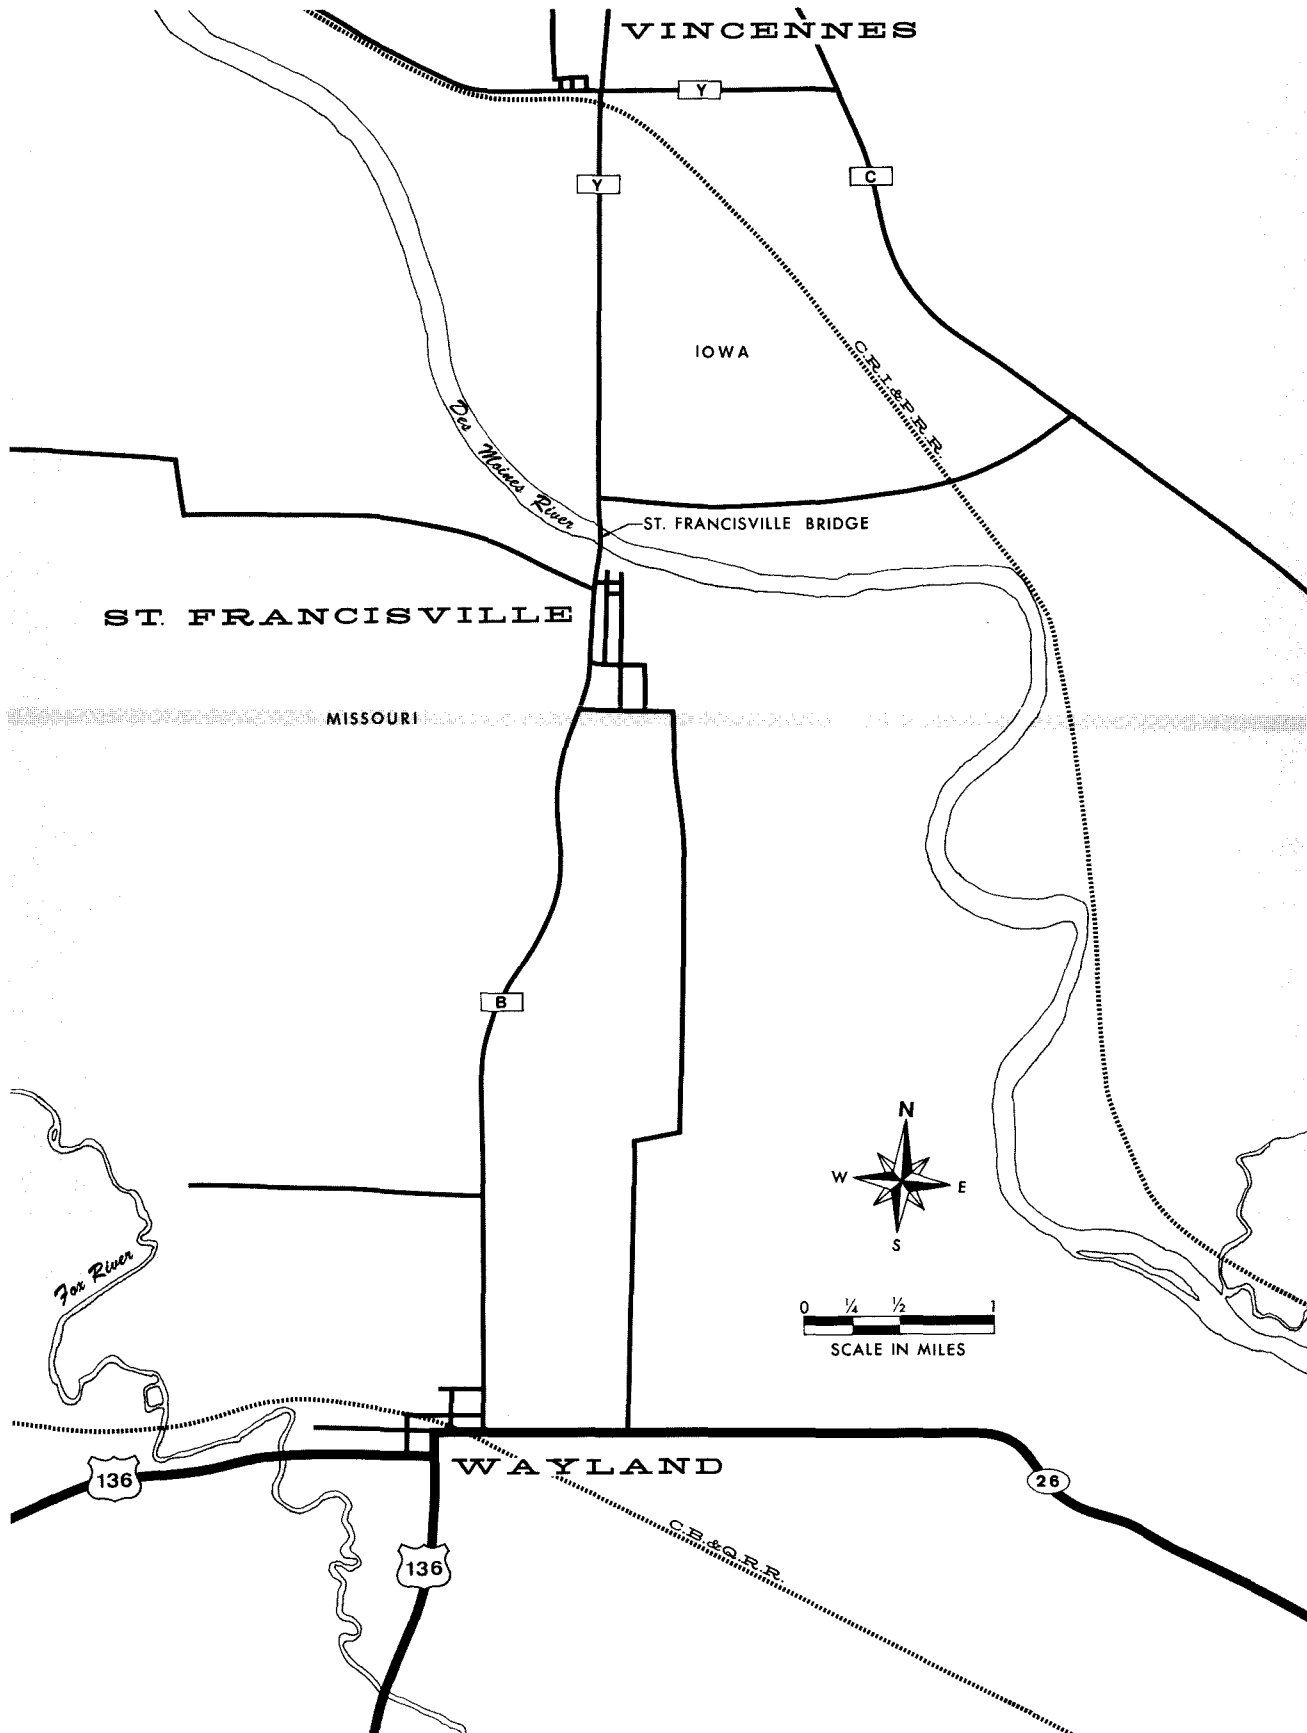 VINCENNES
Y
Y
C
IOWA
C.R.I.&P.R.R.
Des Moines River
ST. FRANCISVILLE BRIDGE
ST. FRANCISVILLE
MISSOURI
B
N
W
E
S
Fox River
0 ¼ ½ 1
SCALE IN MILES
WAYLAND
136
26
C.B.&Q.R.R.
136